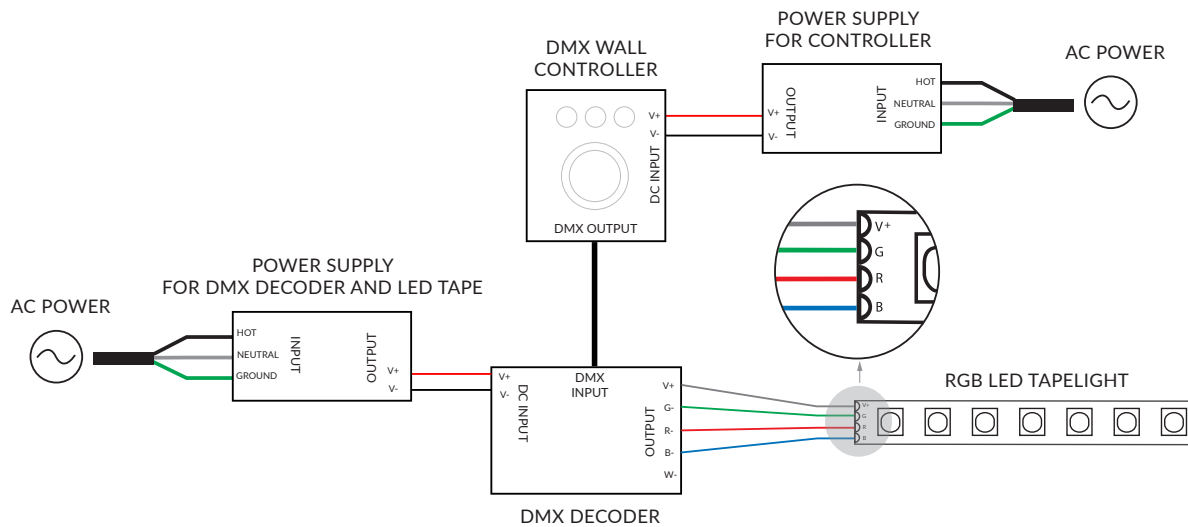 POWER SUPPLY
FOR CONTROLLER
DMX WALL
CONTROLLER
AC POWER
HOT
NEUTRAL
GROUND
INPUT
OUTPUT
V+
V-
V+
V-
DC INPUT
DMX OUTPUT
V+
G
R
B
POWER SUPPLY
FOR DMX DECODER AND LED TAPE
AC POWER
HOT
NEUTRAL
GROUND
INPUT
OUTPUT
V+
V-
V+
V-
DC INPUT
DMX
INPUT
OUTPUT
V+
G-
R-
B-
W-
RGB LED TAPELIGHT
V+
G
R
B
DMX DECODER